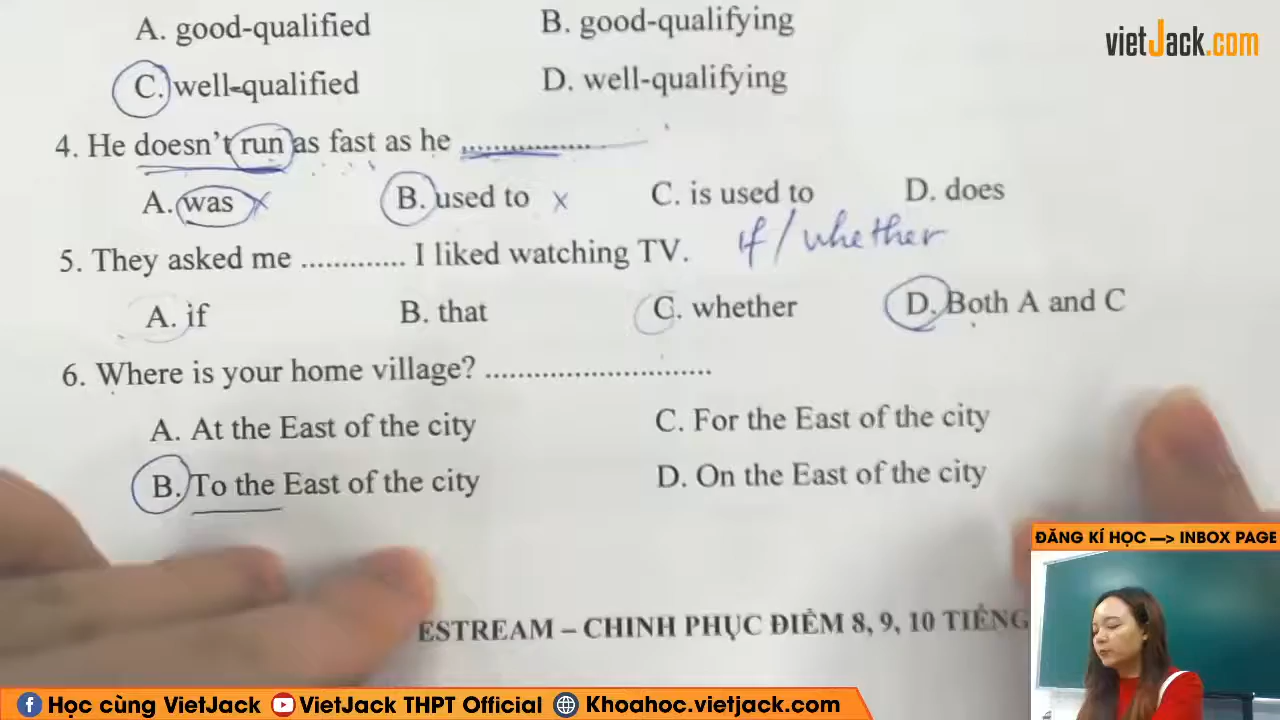 vietJack.com
A. good-qualified B. good-qualifying
C. well-qualified D. well-qualifying
4. He doesn't run as fast as he ................
A. was x B. used to x C. is used to D. does
if / whether
5. They asked me ............. I liked watching TV.
A. if B. that C. whether D. Both A and C
6. Where is your home village? ............................
A. At the East of the city C. For the East of the city
B. To the East of the city D. On the East of the city
ĐĂNG KÍ HỌC —> INBOX PAGE
ESTREAM – CHINH PHỤC ĐIỂM 8, 9, 10 TIẾNG
Học cùng VietJack VietJack THPT Official Khoahoc.vietjack.com